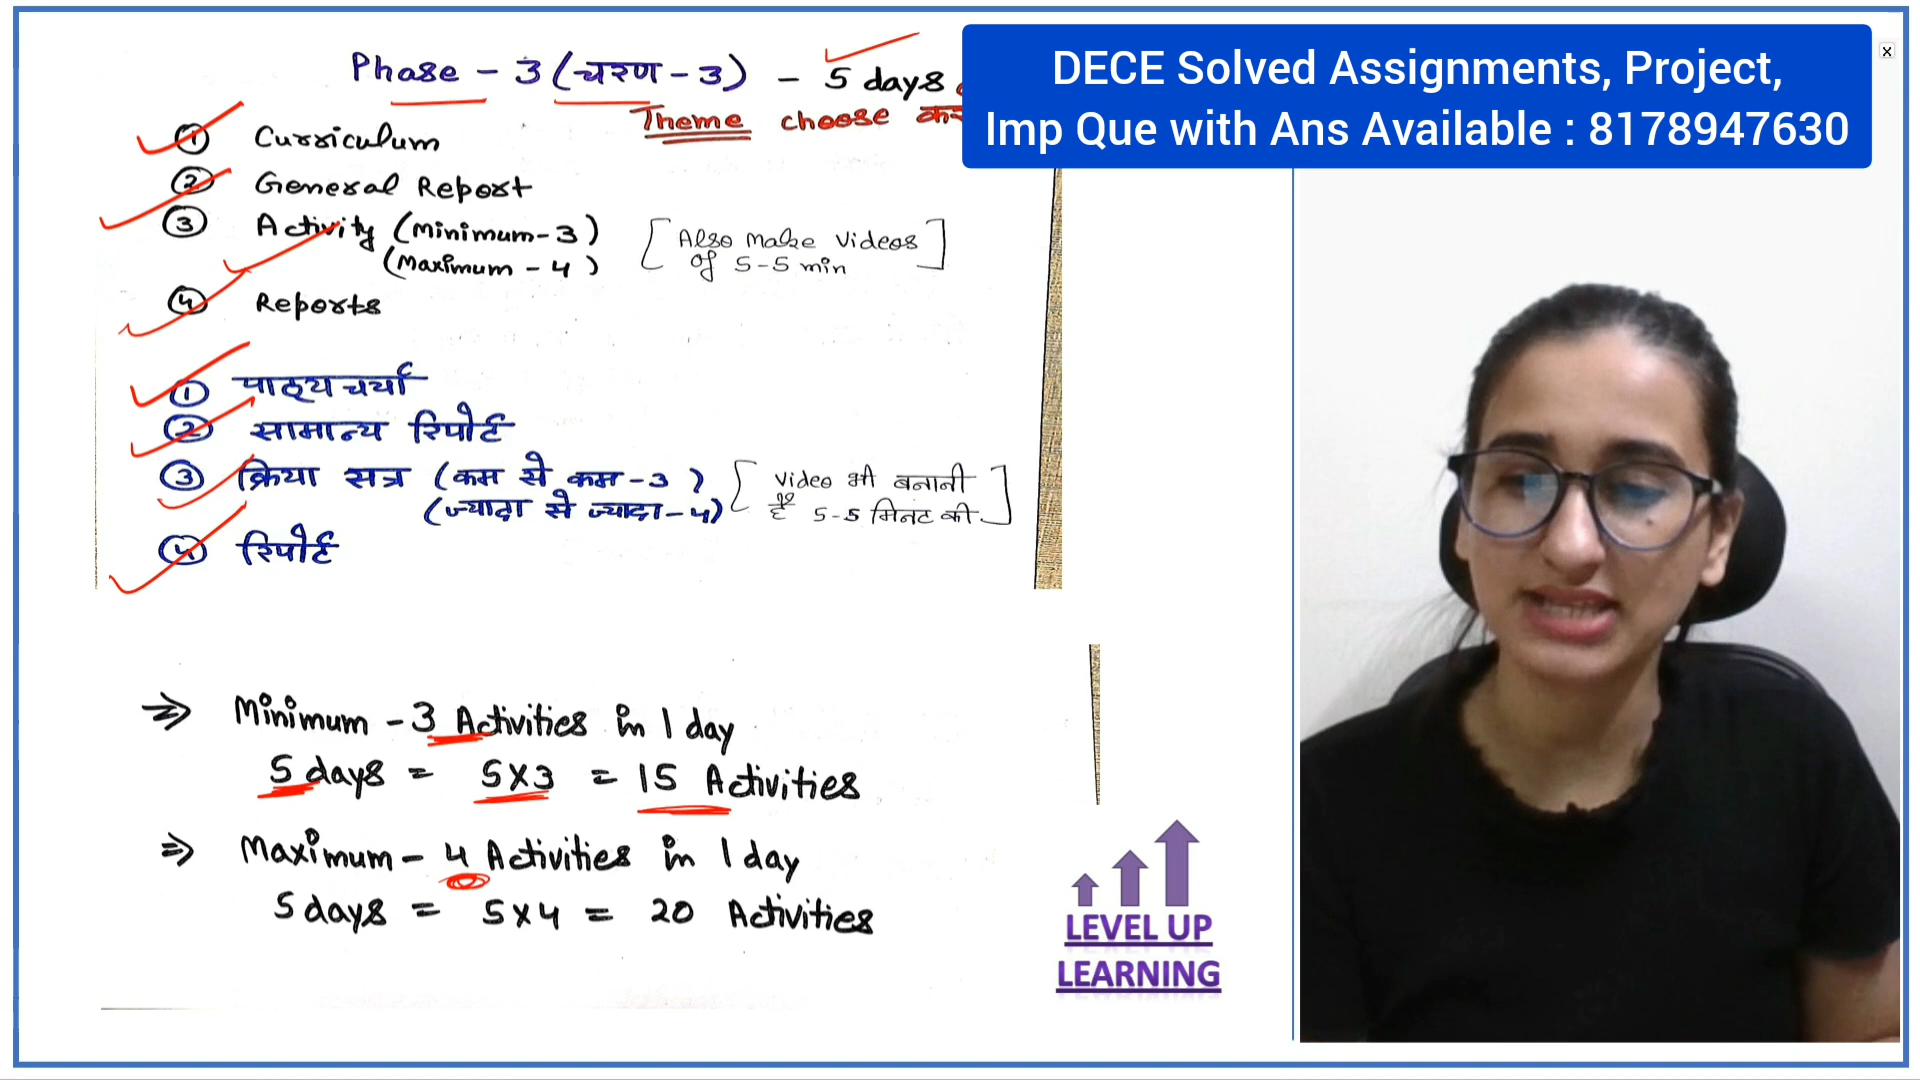 Phase - 3 (चरण - 3) - 5 days
Theme choose
DECE Solved Assignments, Project,
Imp Que with Ans Available : 8178947630
① Curriculum
② General Report
③ Activity (Minimum-3)
(Maximum - 4)
[Also make videos
of 5-5 min]
④ Reports
① पाठ्यचर्या
② सामान्य रिपोर्ट
③ क्रिया सत्र (कम से कम-3)
(ज्यादा से ज्यादा-4)
[video भी बनानी
है 5-5 मिनट की]
④ रिपोर्ट
⇒ Minimum - 3 Activities in 1 day
5 days = 5x3 = 15 Activities
⇒ Maximum - 4 Activities in 1 day
5 days = 5x4 = 20 Activities
LEVEL UP
LEARNING